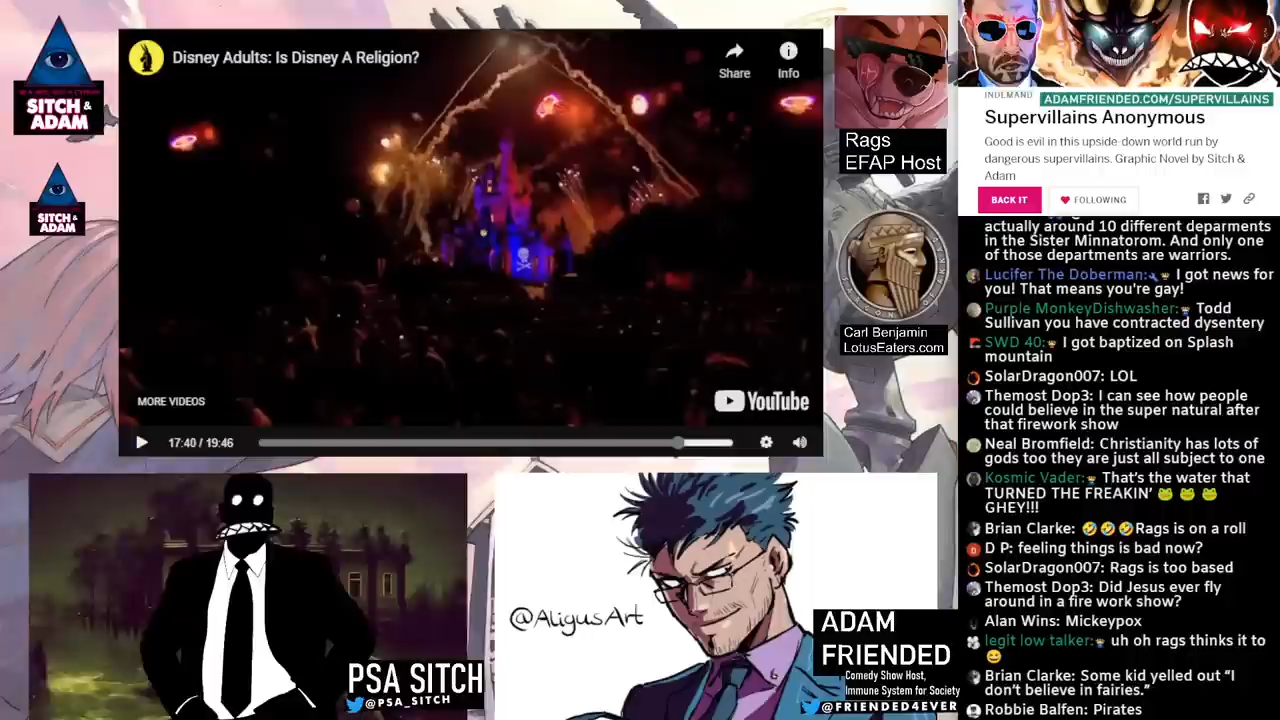 SITCH &
ADAM
SITCH &
ADAM
Disney Adults: Is Disney A Religion?
Share
Info
MORE VIDEOS
YouTube
17:40 / 19:46
Rags
EFAP Host
Carl Benjamin
LotusEaters.com
@AligusArt
PSA SITCH
@PSA_SITCH
ADAM
FRIENDED
Comedy Show Host,
Immune System for Society
@FRIENDED4EVER
INDEMAND
ADAMFRIENDED.COM/SUPERVILLAINS
Supervillains Anonymous
Good is evil in this upside-down world run by
dangerous supervillains. Graphic Novel by Sitch &
Adam
BACK IT
FOLLOWING
actually around 10 different deparments
in the Sister Minnatorom. And only one
of those departments are warriors.
Lucifer The Doberman: I got news for
you! That means you're gay!
Purple MonkeyDishwasher: Todd
Sullivan you have contracted dysentery
SWD 40: I got baptized on Splash
mountain
SolarDragon007: LOL
Themost Dop3: I can see how people
could believe in the super natural after
that firework show
Neal Bromfield: Christianity has lots of
gods too they are just all subject to one
Kosmic Vader: That's the water that
TURNED THE FREAKIN' 🐸 🐸 🐸
GHEY!!!
Brian Clarke: 🤣🤣🤣Rags is on a roll
D P: feeling things is bad now?
SolarDragon007: Rags is too based
Themost Dop3: Did Jesus ever fly
around in a fire work show?
Alan Wins: Mickeypox
legit low talker: uh oh rags thinks it to
😅
Brian Clarke: Some kid yelled out “I
don't believe in fairies.”
Robbie Balfen: Pirates